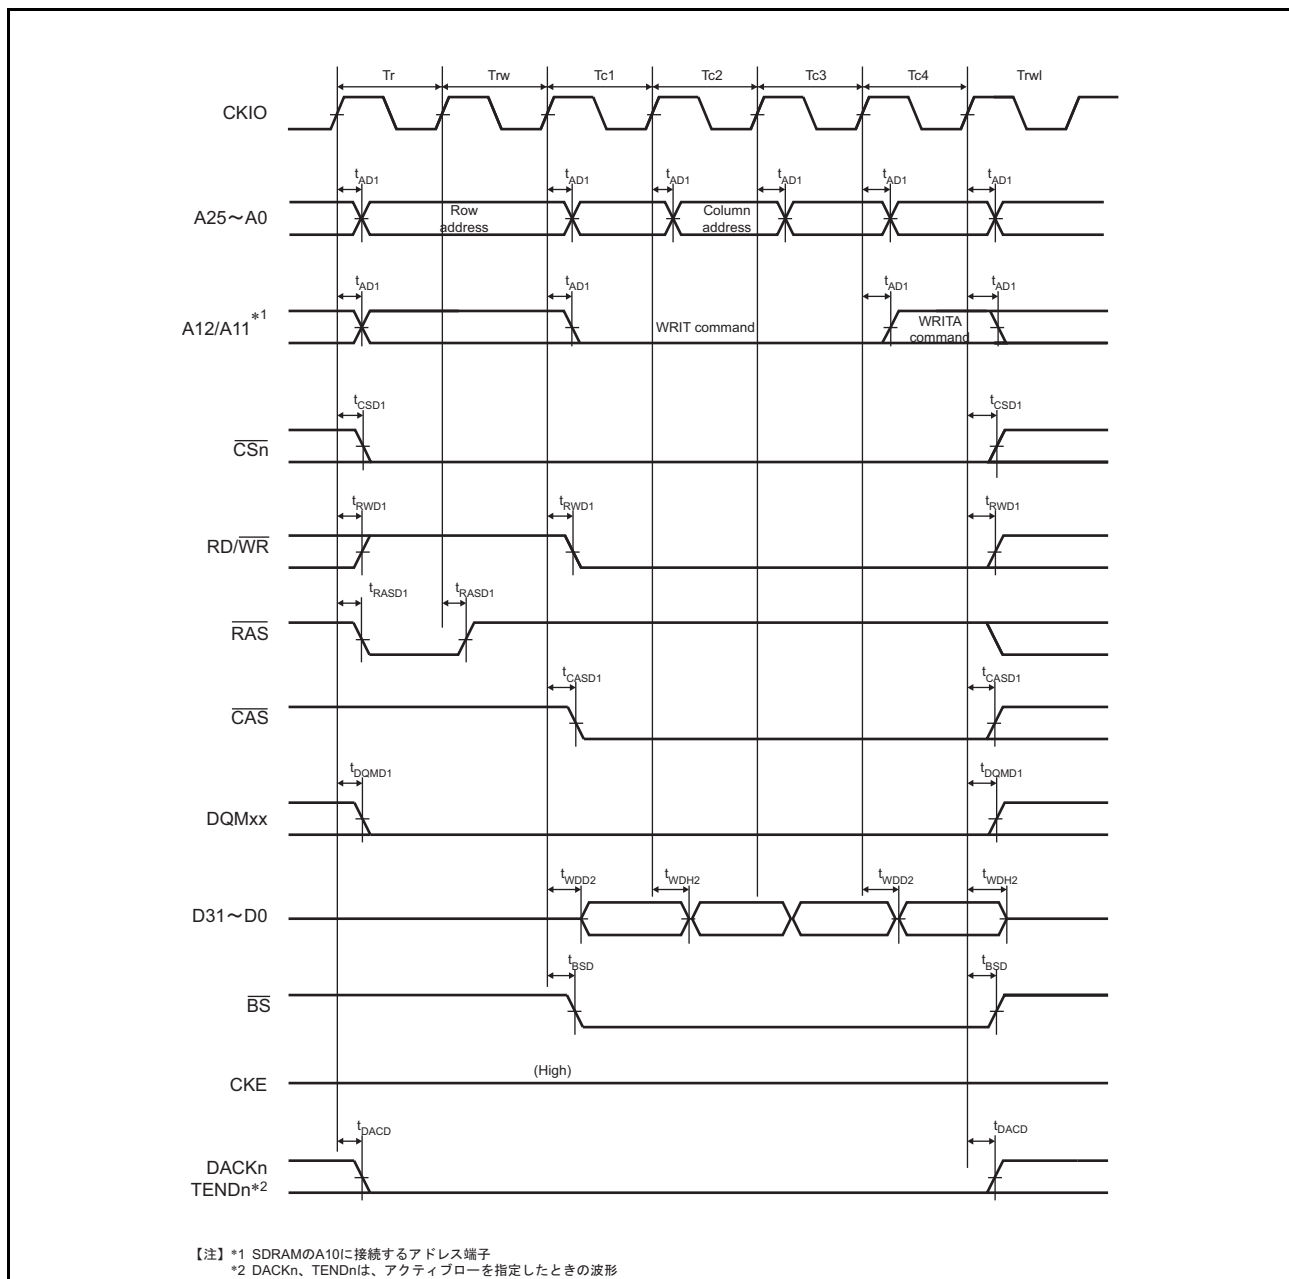 Tr Trw Tc1 Tc2 Tc3 Tc4 Trwl
CKIO
tAD1 tAD1 tAD1 tAD1 tAD1 tAD1
A25～A0
Row address
Column address
tAD1 tAD1 tAD1 tAD1
A12/A11*1
WRIT command
WRITA command
tCSD1 tCSD1
CSn
tRWD1 tRWD1 tRWD1
RD/WR
tRASD1 tRASD1
RAS
tCASD1 tCASD1
CAS
tDQMD1 tDQMD1
DQMxx
tWDD2 tWDH2 tWDD2 tWDH2
D31～D0
tBSD tBSD
BS
(High)
CKE
tDACD tDACD
DACKn
TENDn*2
【注】*1 SDRAMのA10に接続するアドレス端子
*2 DACKn、TENDnは、アクティブローを指定したときの波形